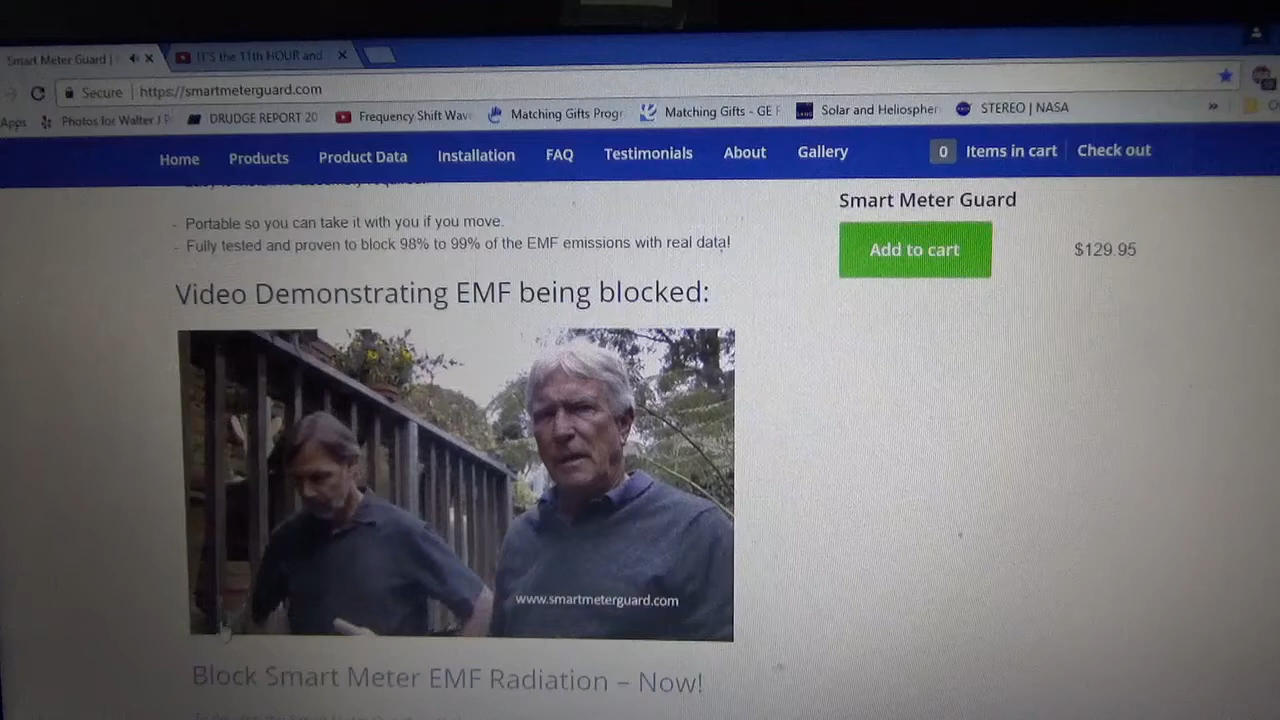 Smart Meter Guard |
IT'S the 11th HOUR and
Secure | https://smartmeterguard.com
Apps Photos for Walter J DRUDGE REPORT 20 Frequency Shift Wav Matching Gifts Progr Matching Gifts - GE F Solar and Heliospher STEREO | NASA »
Home Products Product Data Installation FAQ Testimonials About Gallery 0 Items in cart Check out
- Portable so you can take it with you if you move.
- Fully tested and proven to block 98% to 99% of the EMF emissions with real data!
Smart Meter Guard
Add to cart $129.95
Video Demonstrating EMF being blocked:
www.smartmeterguard.com
Block Smart Meter EMF Radiation – Now!